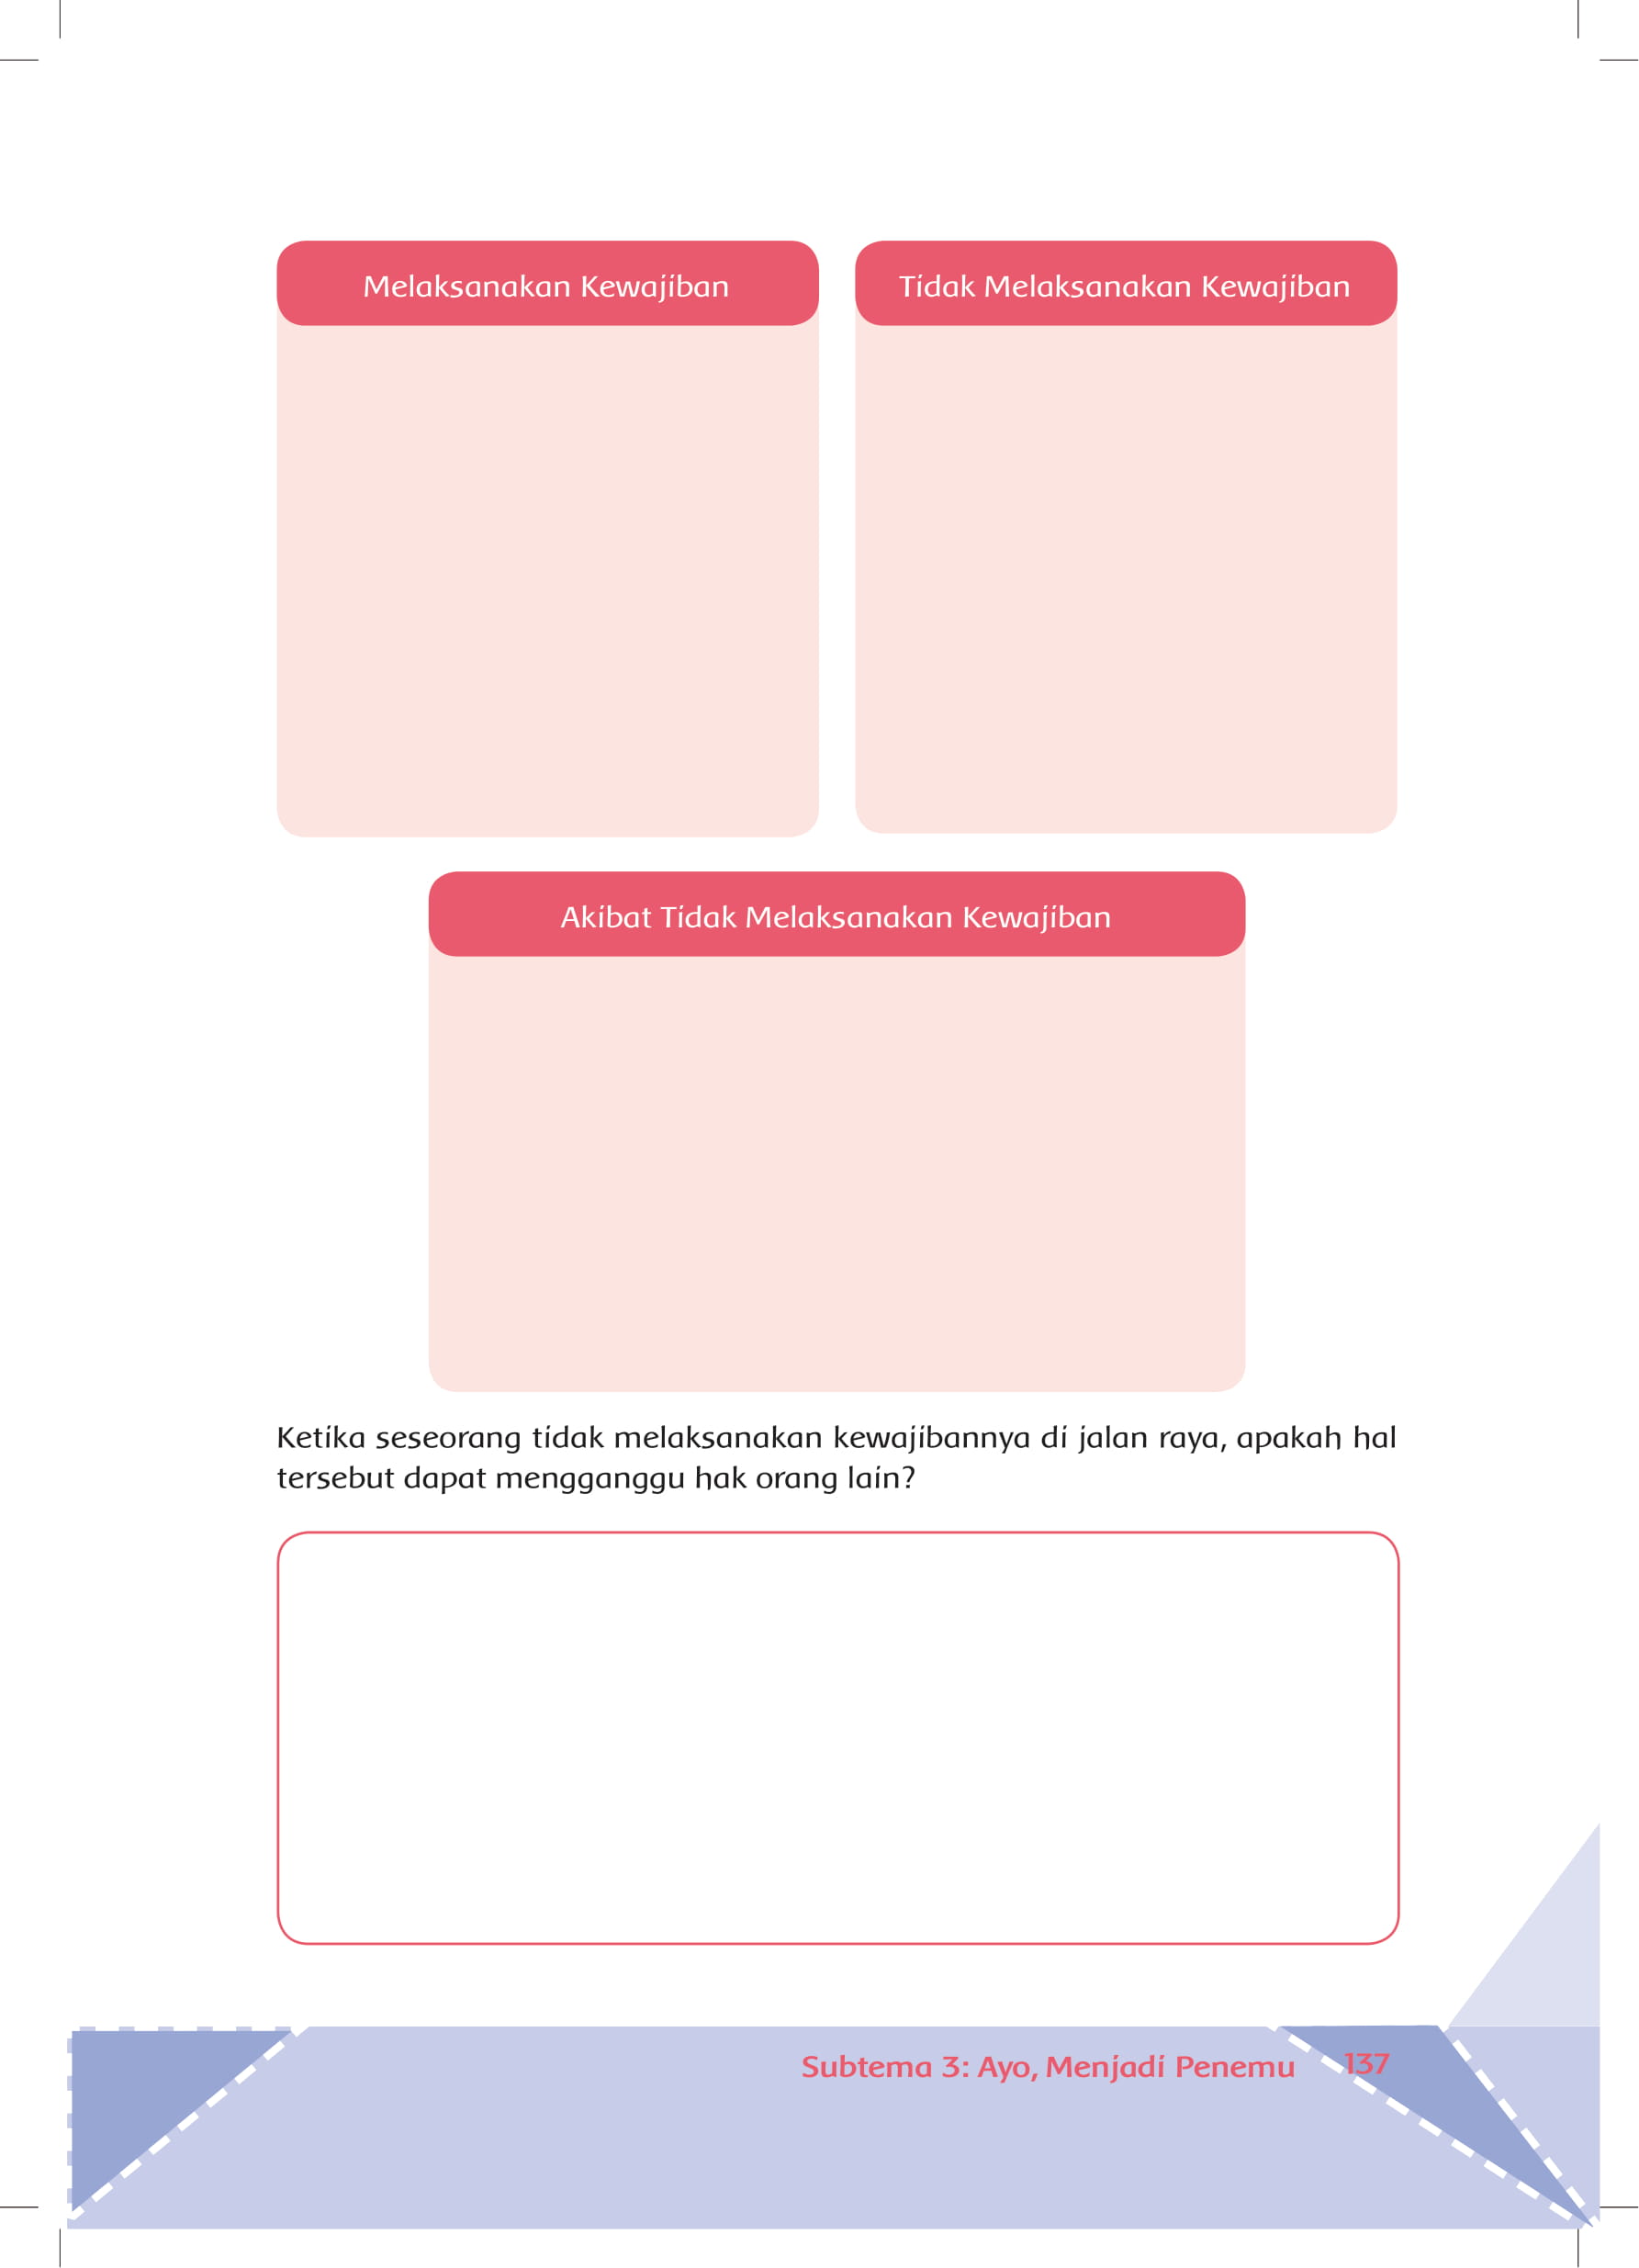 Melaksanakan Kewajiban
Tidak Melaksanakan Kewajiban
Akibat Tidak Melaksanakan Kewajiban
Ketika seseorang tidak melaksanakan kewajibannya di jalan raya, apakah hal
tersebut dapat mengganggu hak orang lain?
Subtema 3: Ayo, Menjadi Penemu 137